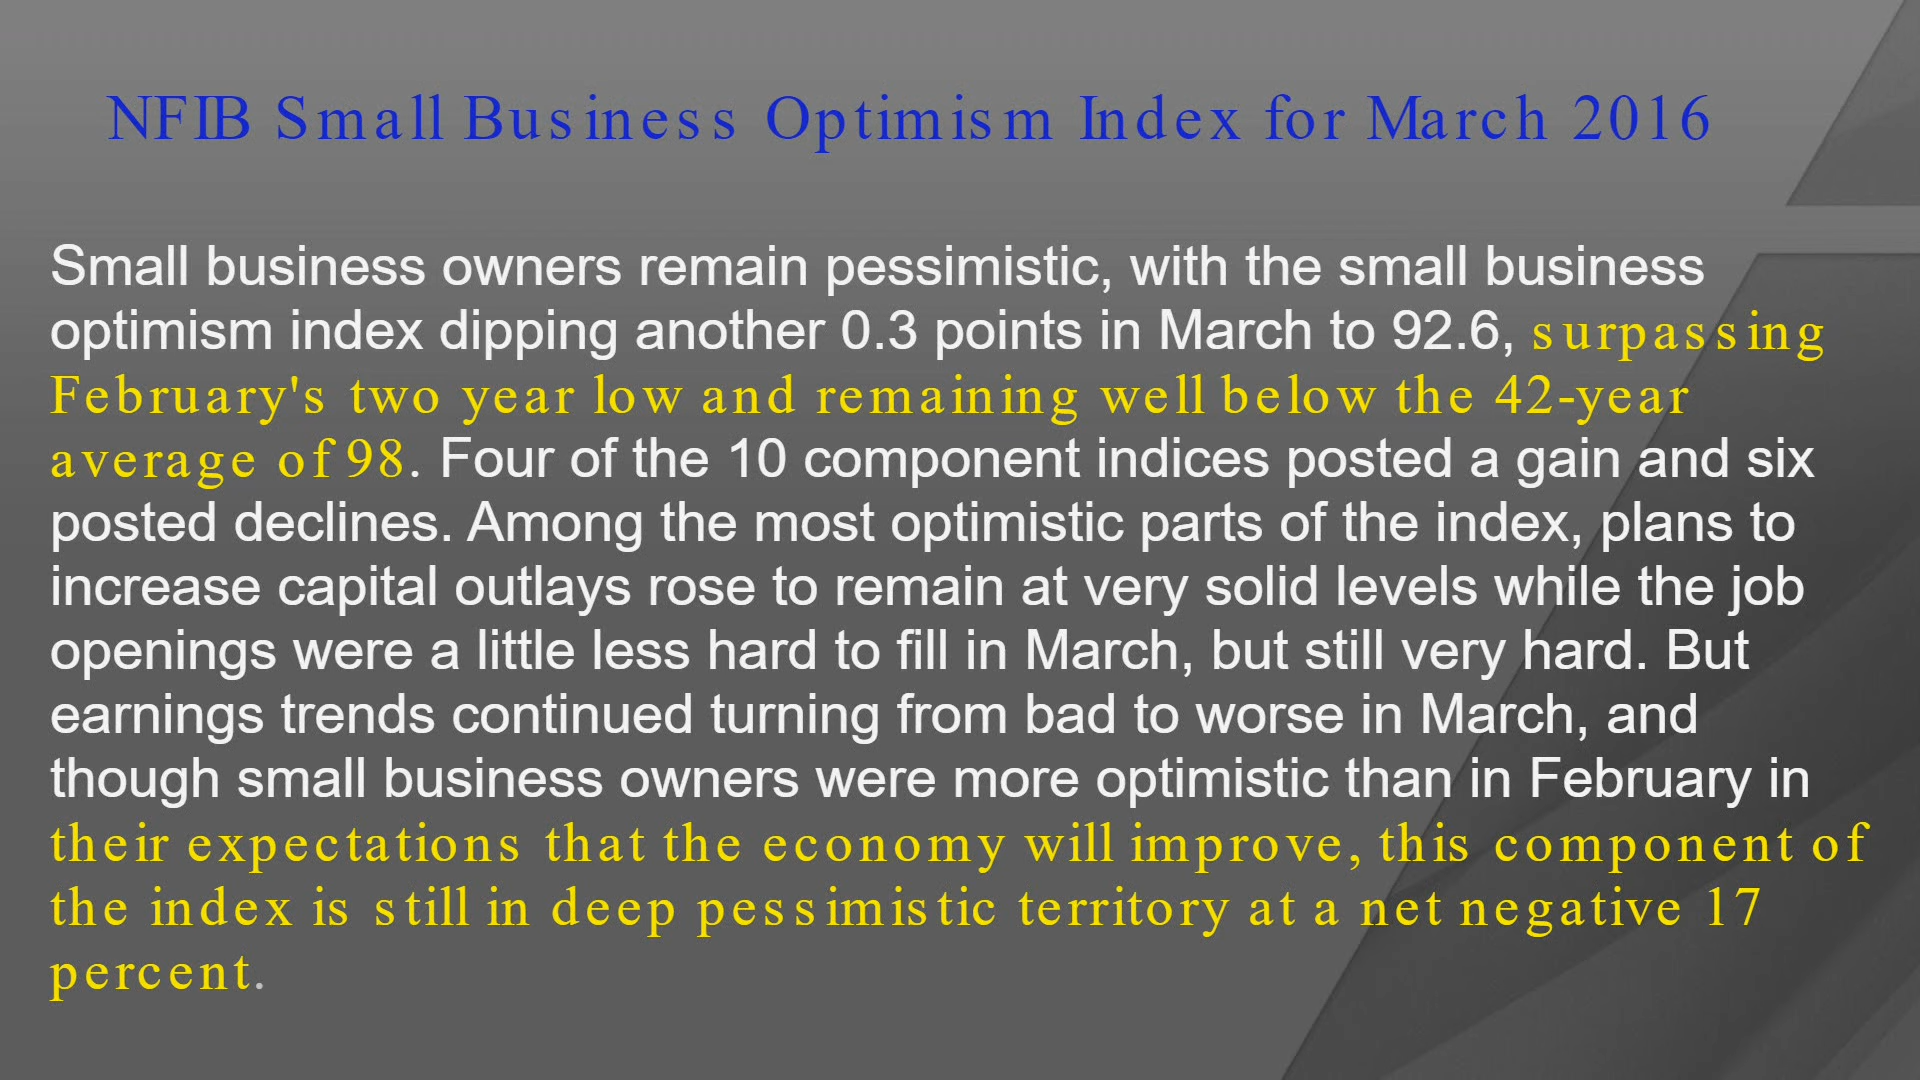 NFIB Small Business Optimism Index for March 2016
Small business owners remain pessimistic, with the small business
optimism index dipping another 0.3 points in March to 92.6, surpassing
February's two year low and remaining well below the 42-year
average of 98. Four of the 10 component indices posted a gain and six
posted declines. Among the most optimistic parts of the index, plans to
increase capital outlays rose to remain at very solid levels while the job
openings were a little less hard to fill in March, but still very hard. But
earnings trends continued turning from bad to worse in March, and
though small business owners were more optimistic than in February in
their expectations that the economy will improve, this component of
the index is still in deep pessimistic territory at a net negative 17
percent.